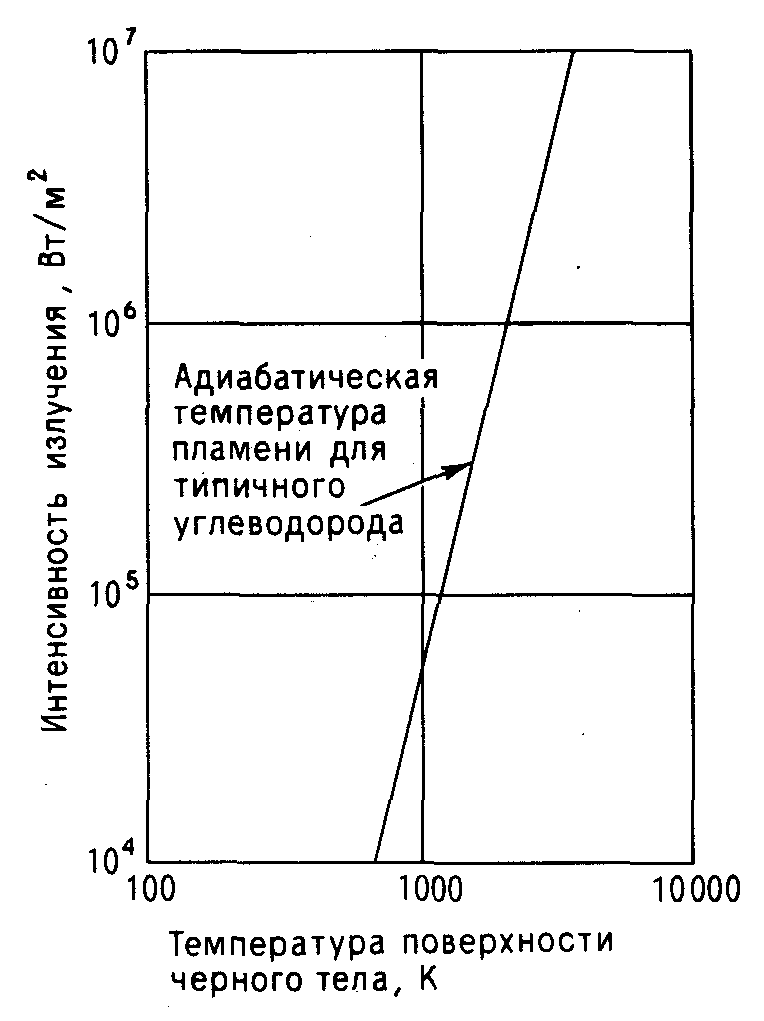 10⁷
Интенсивность излучения, Вт/м²
10⁶
Адиабатическая
температура
пламени для
типичного
углеводорода
10⁵
10⁴
100
1000
10000
Температура поверхности
черного тела, К